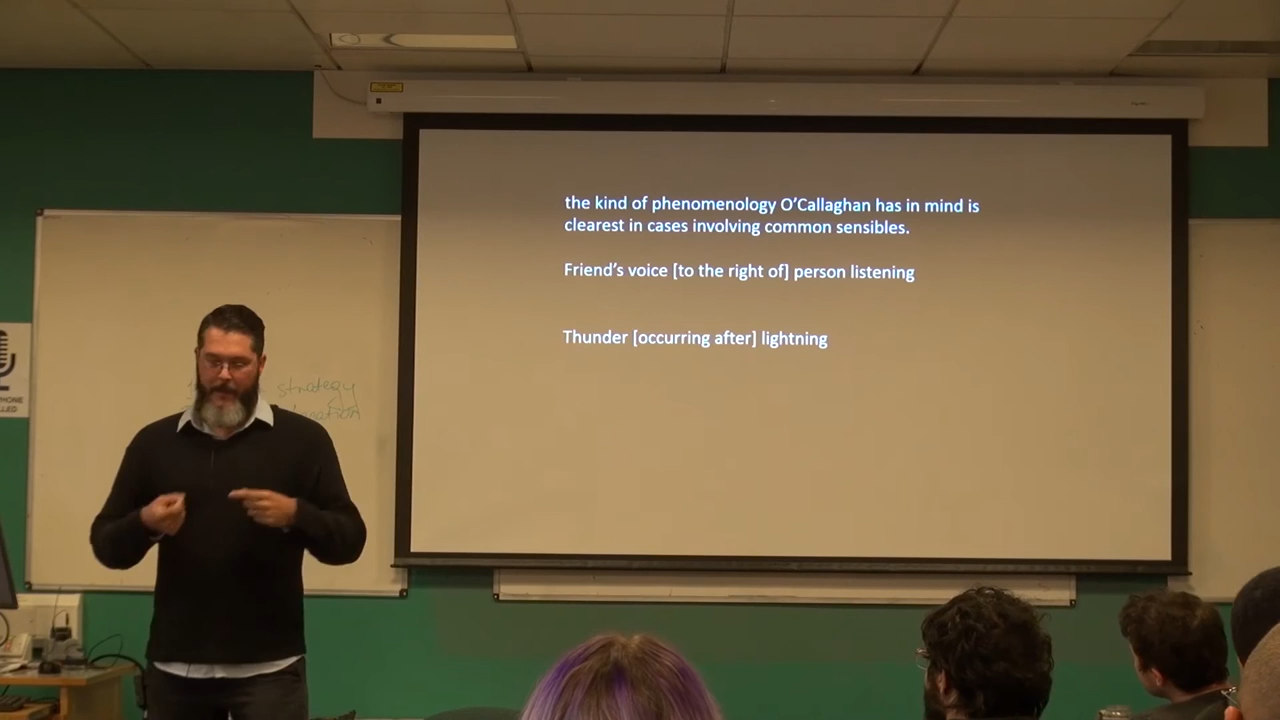 the kind of phenomenology O'Callaghan has in mind is
clearest in cases involving common sensibles.
Friend's voice [to the right of] person listening
Thunder [occurring after] lightning
strategy